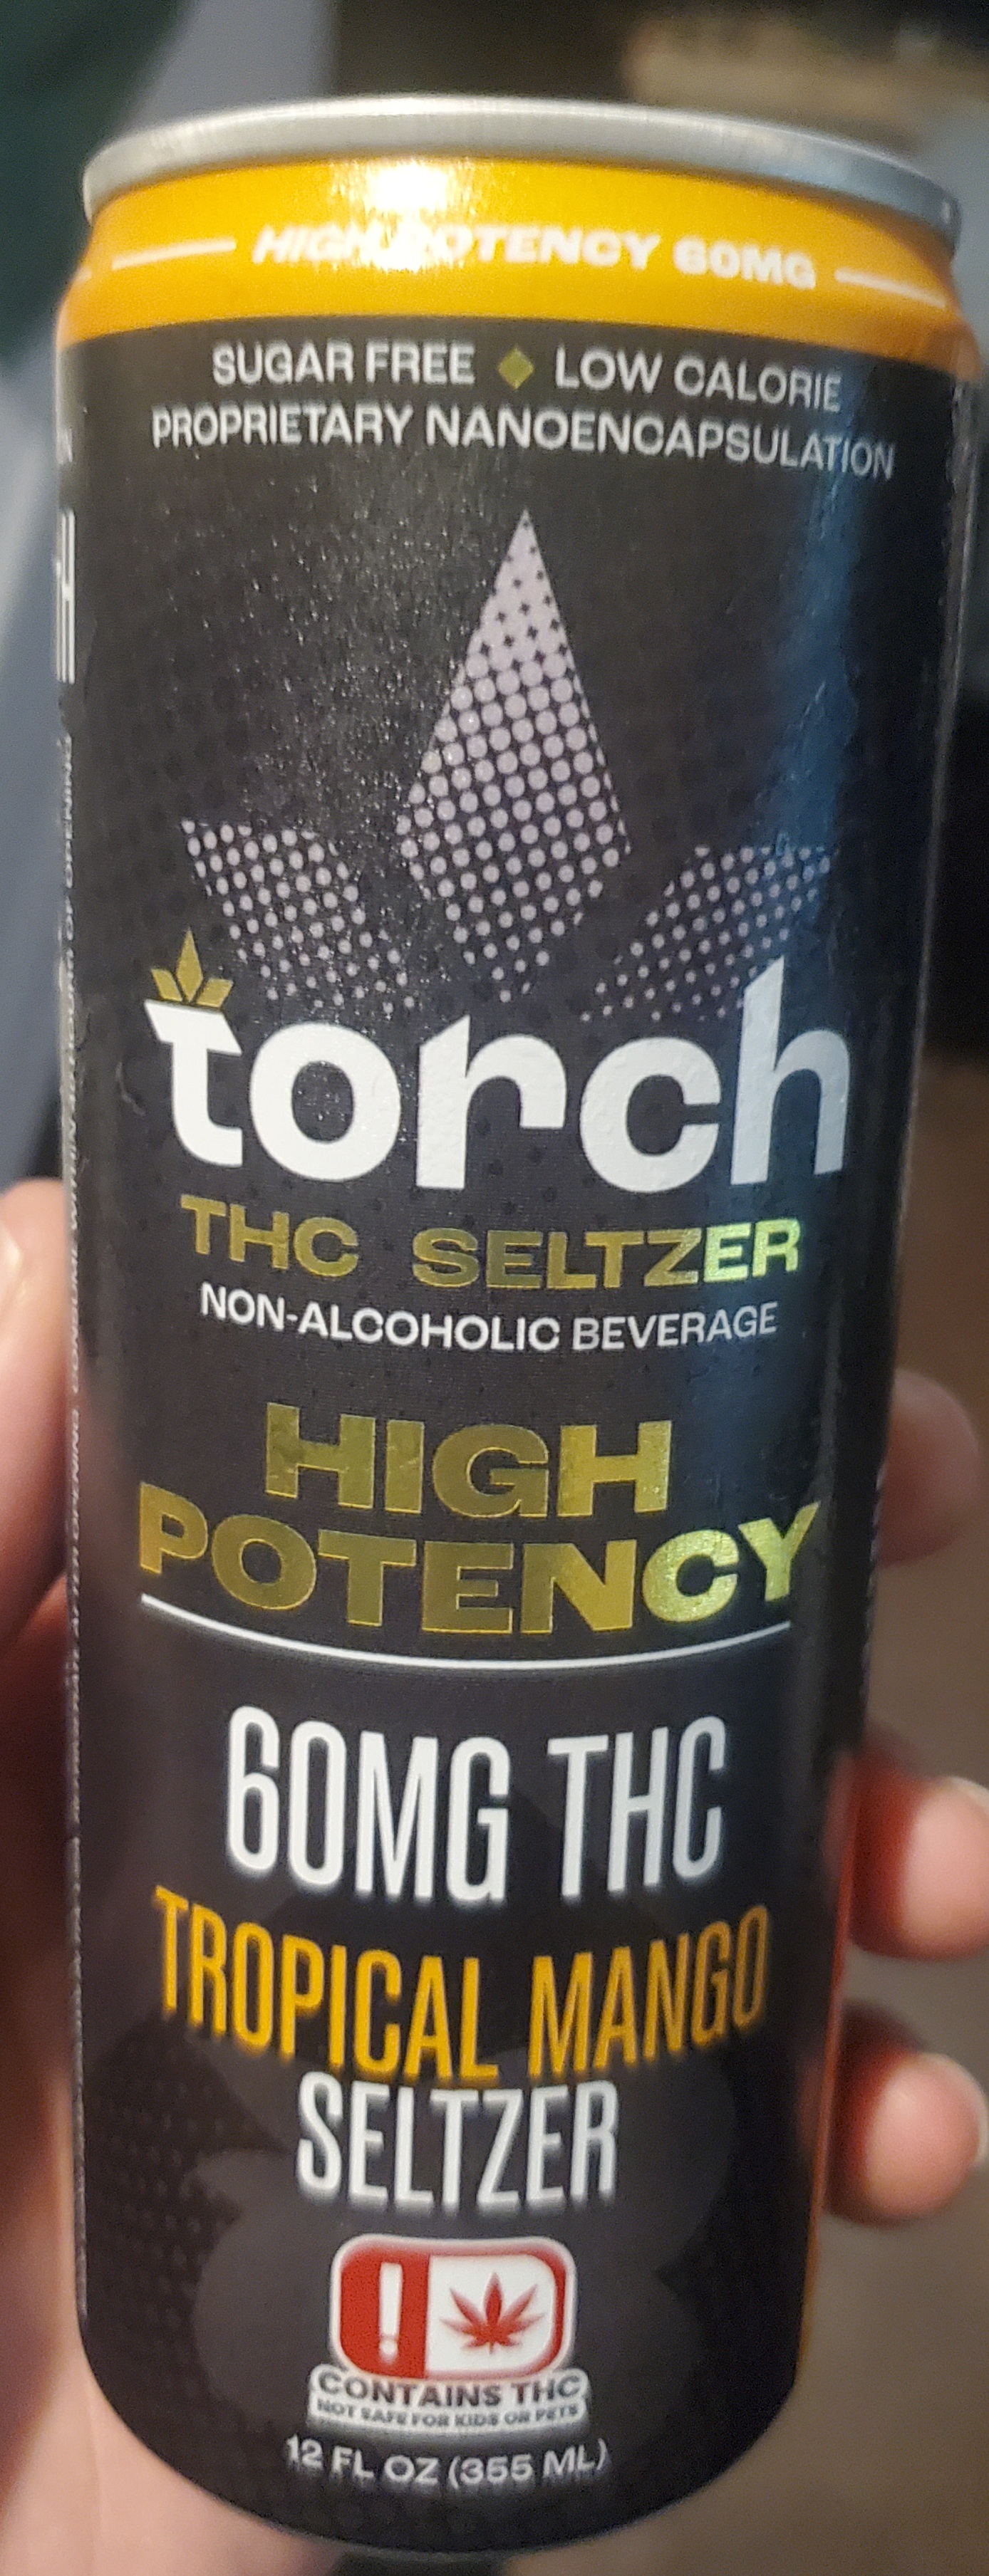 HIGH POTENCY 60MG
SUGAR FREE ◆ LOW CALORIE
PROPRIETARY NANOENCAPSULATION
torch
THC SELTZER
NON-ALCOHOLIC BEVERAGE
HIGH
POTENCY
60MG THC
TROPICAL MANGO
SELTZER
!
CONTAINS THC
NOT SAFE FOR KIDS OR PETS
12 FL OZ (355 ML)